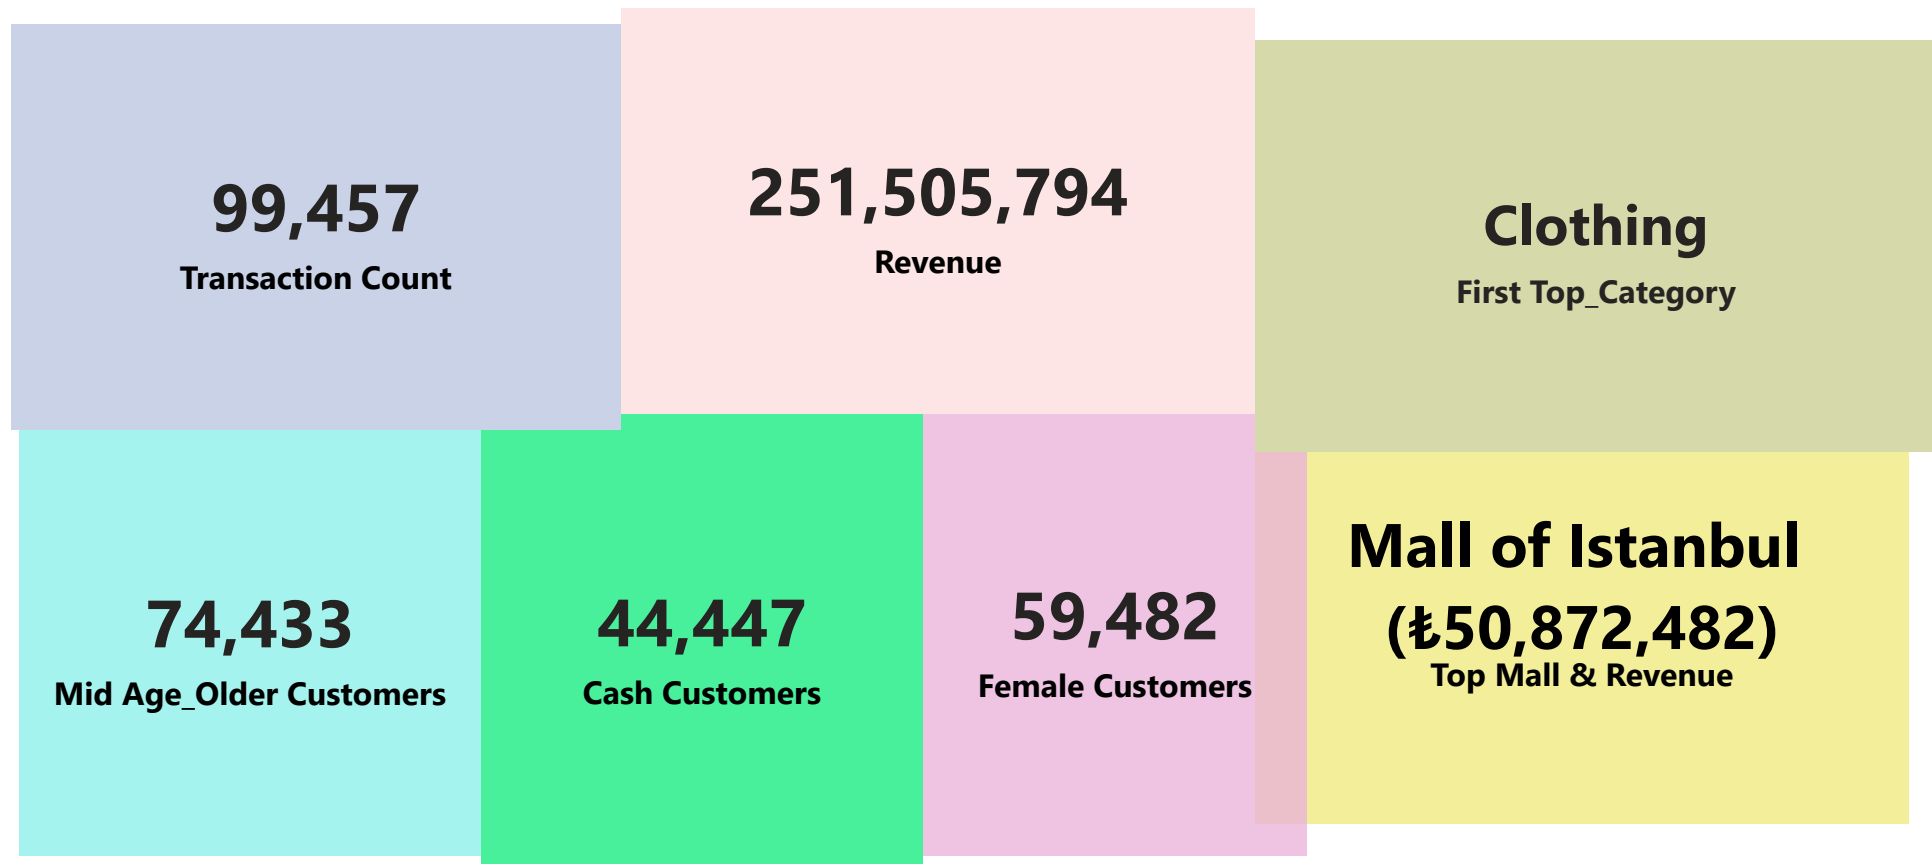 99,457
Transaction Count
251,505,794
Revenue
Clothing
First Top_Category
74,433
Mid Age_Older Customers
44,447
Cash Customers
59,482
Female Customers
Mall of Istanbul
(₺50,872,482)
Top Mall & Revenue